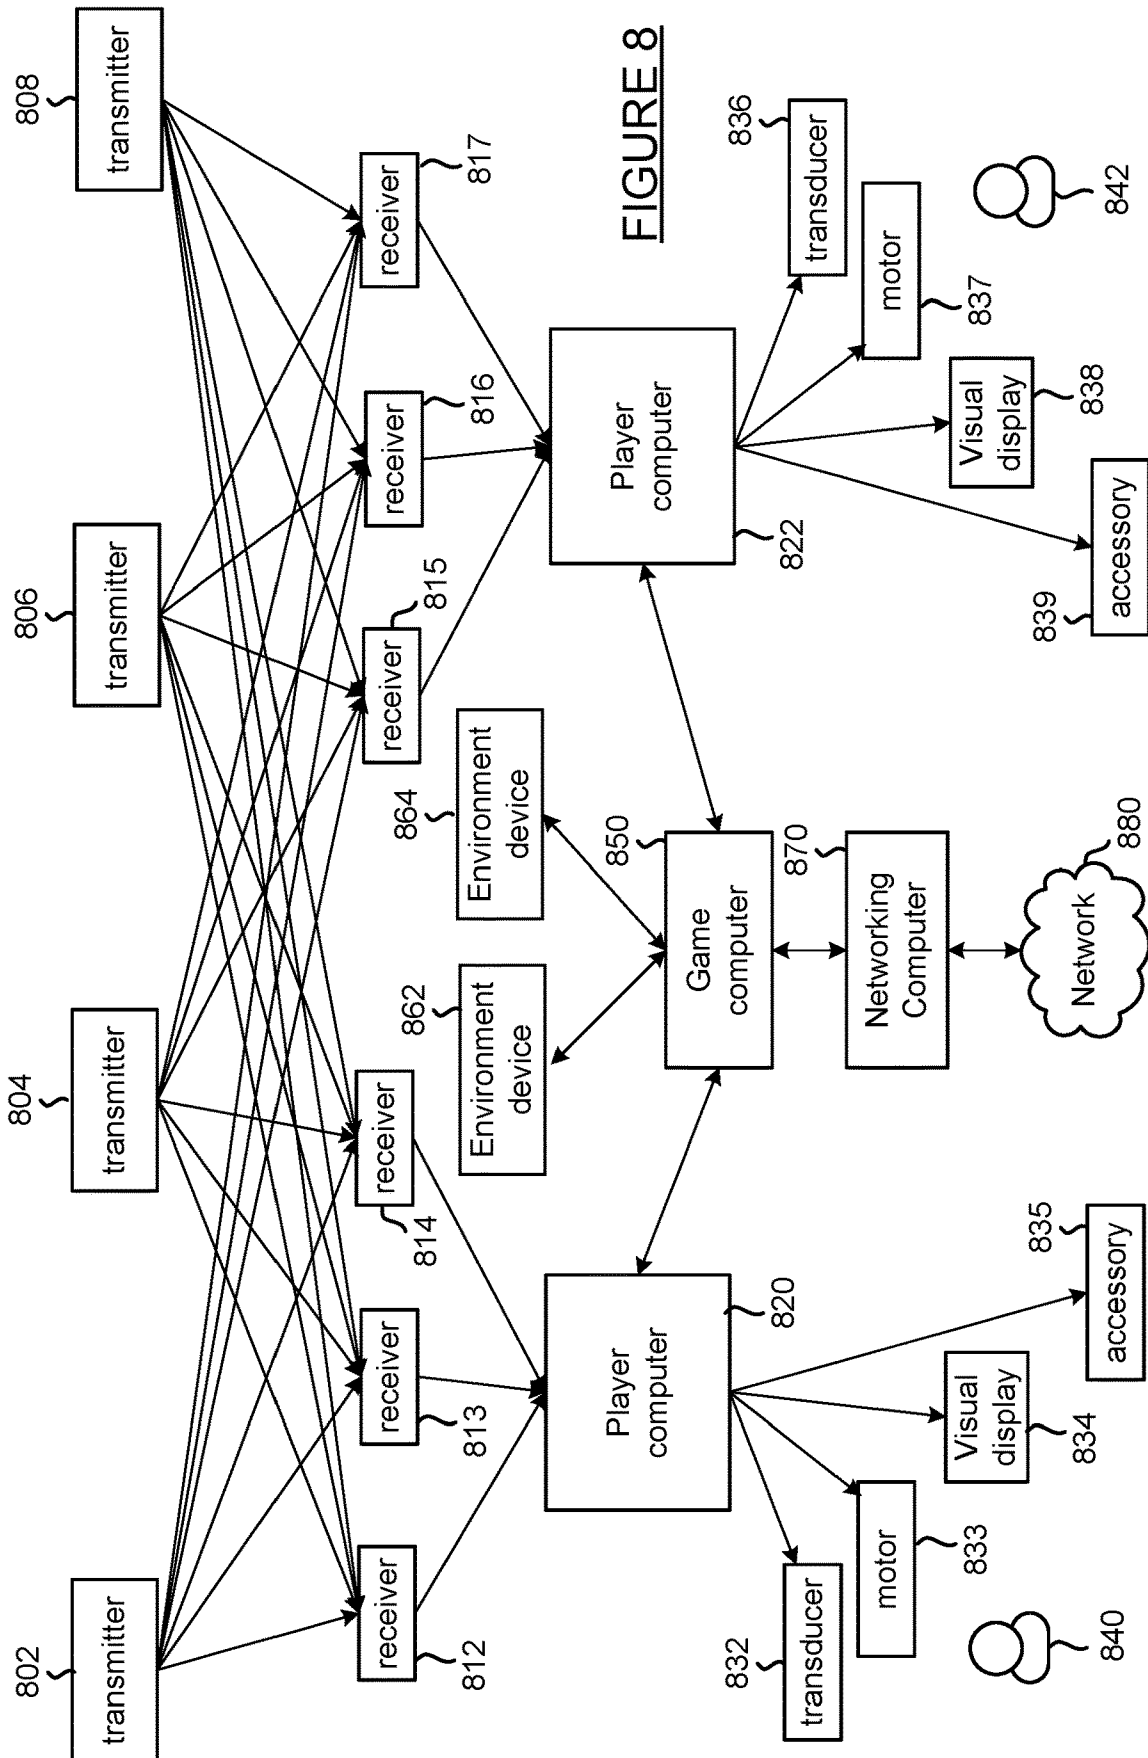 802
804
806
808
transmitter
transmitter
transmitter
transmitter
receiver
receiver
receiver
receiver
receiver
receiver
812
813
814
815
816
817
Environment
device
862
Environment
device
864
Player
computer
820
Game
computer
850
Player
computer
822
Networking
Computer
870
Network
880
transducer
832
motor
833
Visual
display
834
accessory
835
transducer
836
motor
837
Visual
display
838
accessory
839
840
842
FIGURE 8